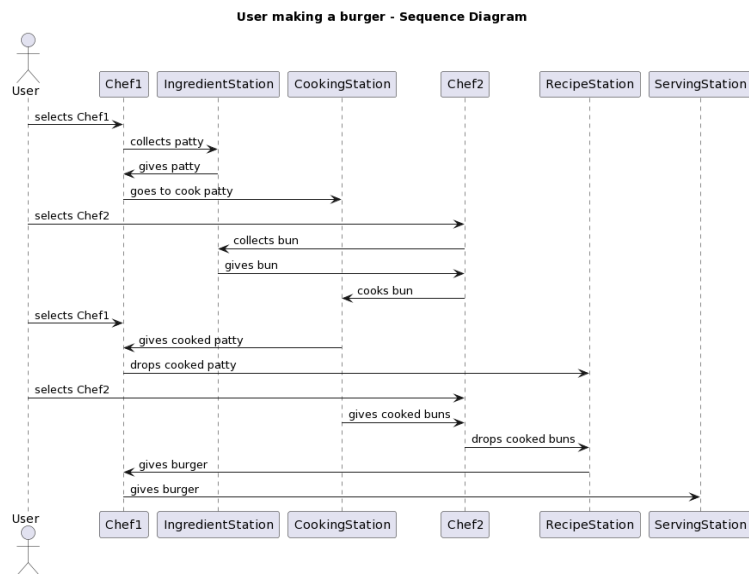 User making a burger - Sequence Diagram
User
Chef1 IngredientStation CookingStation Chef2 RecipeStation ServingStation
selects Chef1
collects patty
gives patty
goes to cook patty
selects Chef2
collects bun
gives bun
cooks bun
selects Chef1
gives cooked patty
drops cooked patty
selects Chef2
gives cooked buns
drops cooked buns
gives burger
gives burger
User
Chef1 IngredientStation CookingStation Chef2 RecipeStation ServingStation